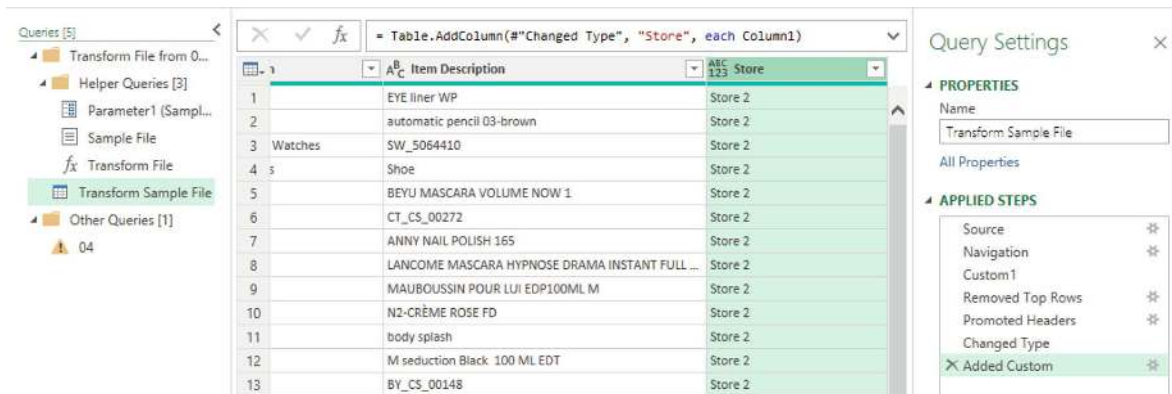 Queries [5]
Transform File from 0...
Helper Queries [3]
Parameter1 (Sampl...
Sample File
fx Transform File
Transform Sample File
Other Queries [1]
04
fx = Table.AddColumn(#"Changed Type", "Store", each Column1)
ABC Item Description ABC 123 Store
1 EYE liner WP Store 2
2 automatic pencil 03-brown Store 2
3 Watches SW_5064410 Store 2
4 s Shoe Store 2
5 BEYU MASCARA VOLUME NOW 1 Store 2
6 CT_CS_00272 Store 2
7 ANNY NAIL POLISH 165 Store 2
8 LANCOME MASCARA HYPNOSE DRAMA INSTANT FULL ... Store 2
9 MAUBOUSSIN POUR LUI EDP100ML M Store 2
10 N2-CRÈME ROSE FD Store 2
11 body splash Store 2
12 M seduction Black 100 ML EDT Store 2
13 BY_CS_00148 Store 2
Query Settings
PROPERTIES
Name
Transform Sample File
All Properties
APPLIED STEPS
Source
Navigation
Custom1
Removed Top Rows
Promoted Headers
Changed Type
Added Custom